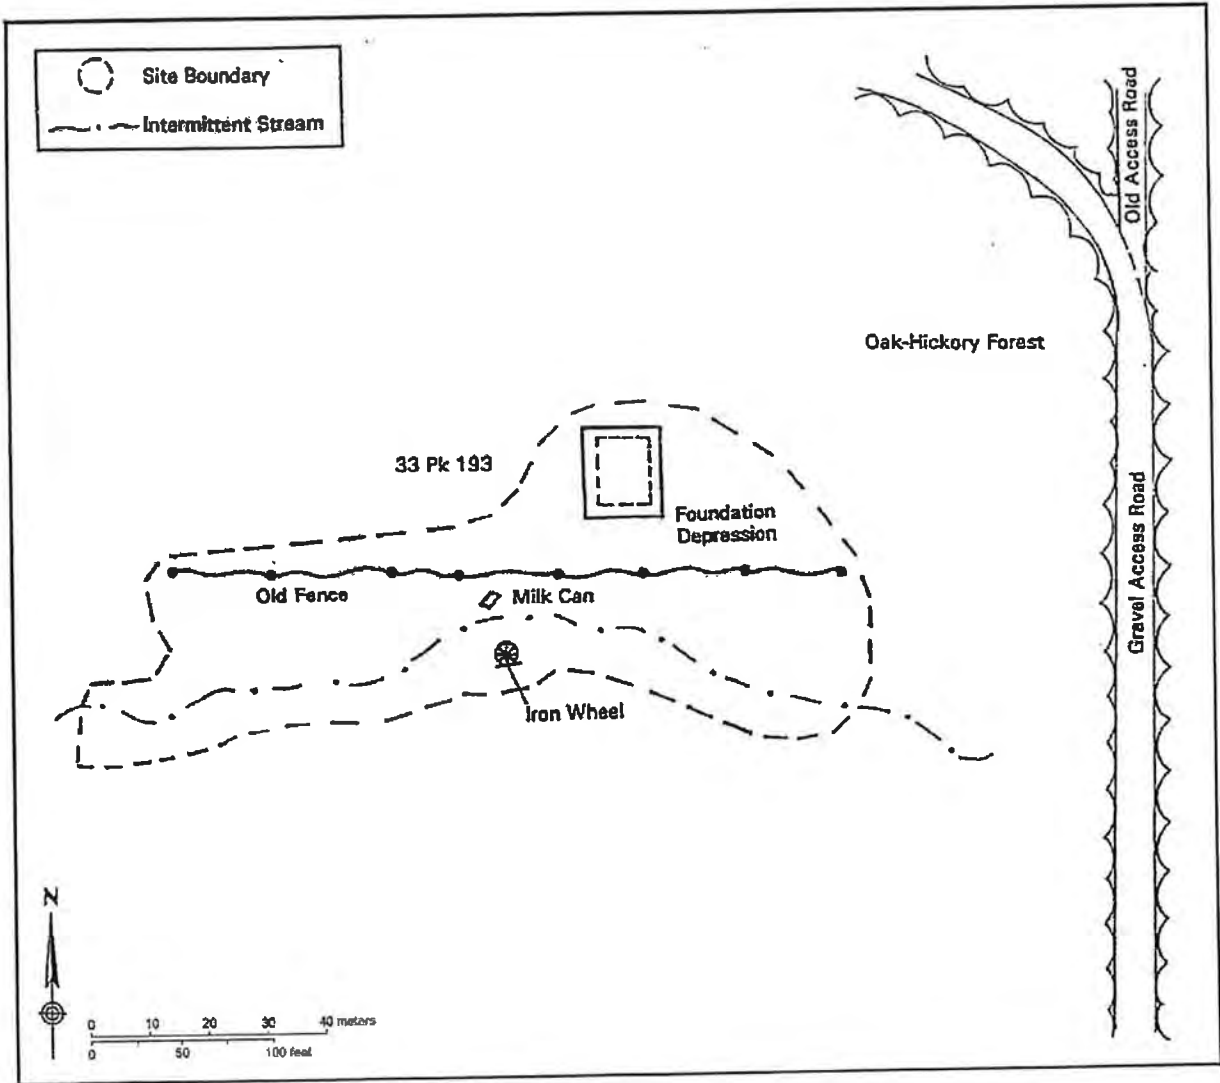 Site Boundary
Intermittent Stream
Old Access Road
Oak-Hickory Forest
33 Pk 193
Foundation
Depression
Gravel Access Road
Old Fence
Milk Can
Iron Wheel
N
0 10 20 30 40 meters
0 50 100 feet